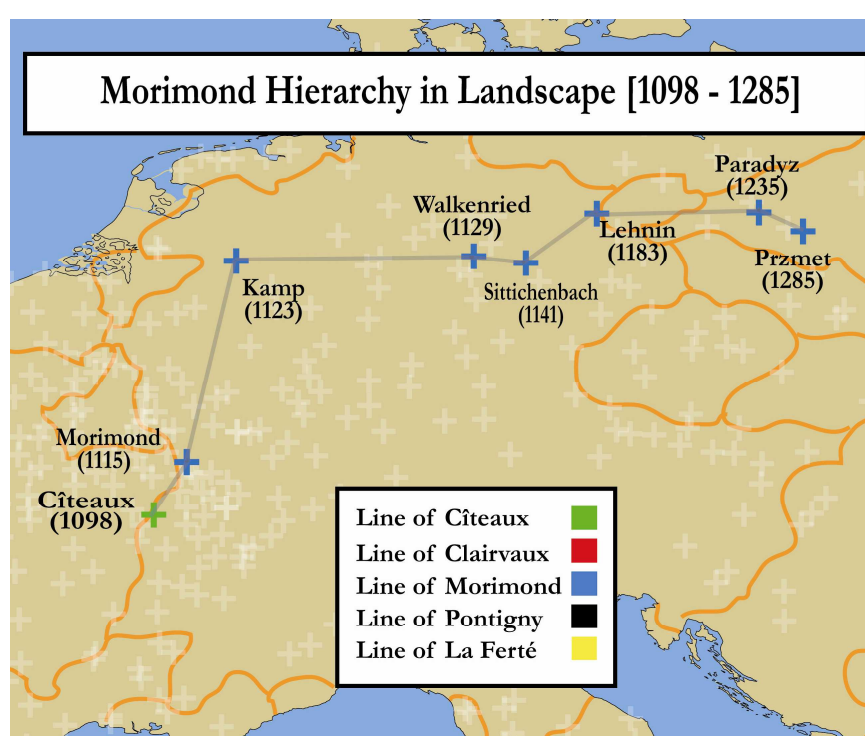 Morimond Hierarchy in Landscape [1098 - 1285]
Paradyz
(1235)
Walkenried
(1129)
Lehnin
(1183)
Przmet
(1285)
Kamp
(1123)
Sittichenbach
(1141)
Morimond
(1115)
Cîteaux
(1098)
Line of Cîteaux
Line of Clairvaux
Line of Morimond
Line of Pontigny
Line of La Ferté